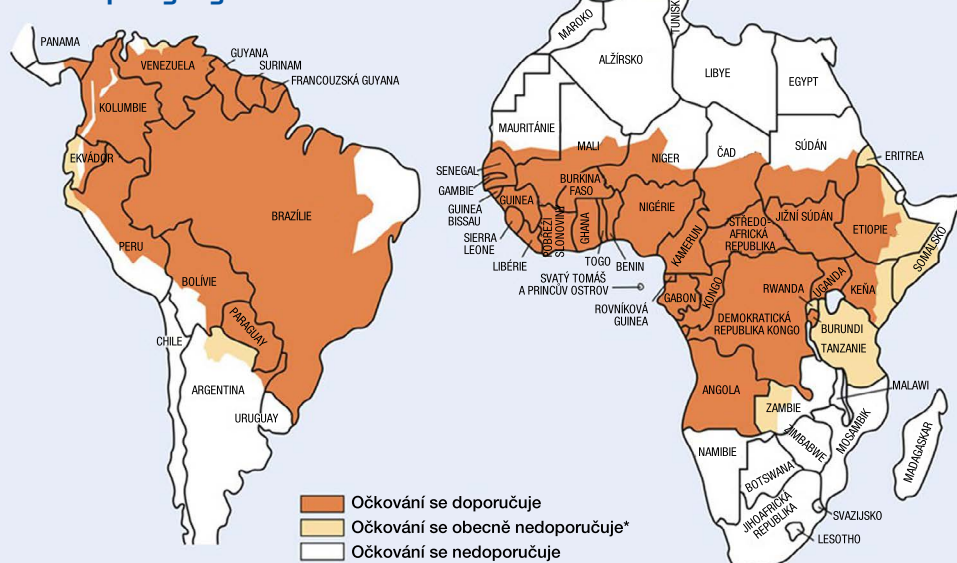 PANAMA
VENEZUELA
GUYANA
SURINAM
FRANCOUZSKÁ GUYANA
KOLUMBIE
EKVÁDOR
BRAZÍLIE
PERU
BOLÍVIE
PARAGUAY
CHILE
ARGENTINA
URUGUAY
MAROKO
TUNISK
ALŽÍRSKO
LIBYE
EGYPT
MAURITÁNIE
MALI
NIGER
ČAD
SÚDÁN
ERITREA
SENEGAL
GAMBIE
GUINEA
BISSAU
GUINEA
SIERRA
LEONE
LIBÉRIE
POBŘEŽÍ
SLONOVINY
BURKINA
FASO
GHANA
TOGO
BENIN
NIGÉRIE
KAMERUN
STŘEDO-
AFRICKÁ
REPUBLIKA
JIŽNÍ SÚDÁN
ETIOPIE
SOMÁLSKO
SVATÝ TOMÁŠ
A PRINCŮV OSTROV
ROVNÍKOVÁ
GUINEA
GABON
KONGO
DEMOKRATICKÁ
REPUBLIKA KONGO
RWANDA
UGANDA
KEŇA
BURUNDI
TANZANIE
ANGOLA
ZAMBIE
MALAWI
MOSAMBIK
ZIMBABWE
NAMIBIE
BOTSWANA
MADAGASKAR
JIHOAFRICKÁ
REPUBLIKA
SVAZIJSKO
LESOTHO
Očkování se doporučuje
Očkování se obecně nedoporučuje*
Očkování se nedoporučuje